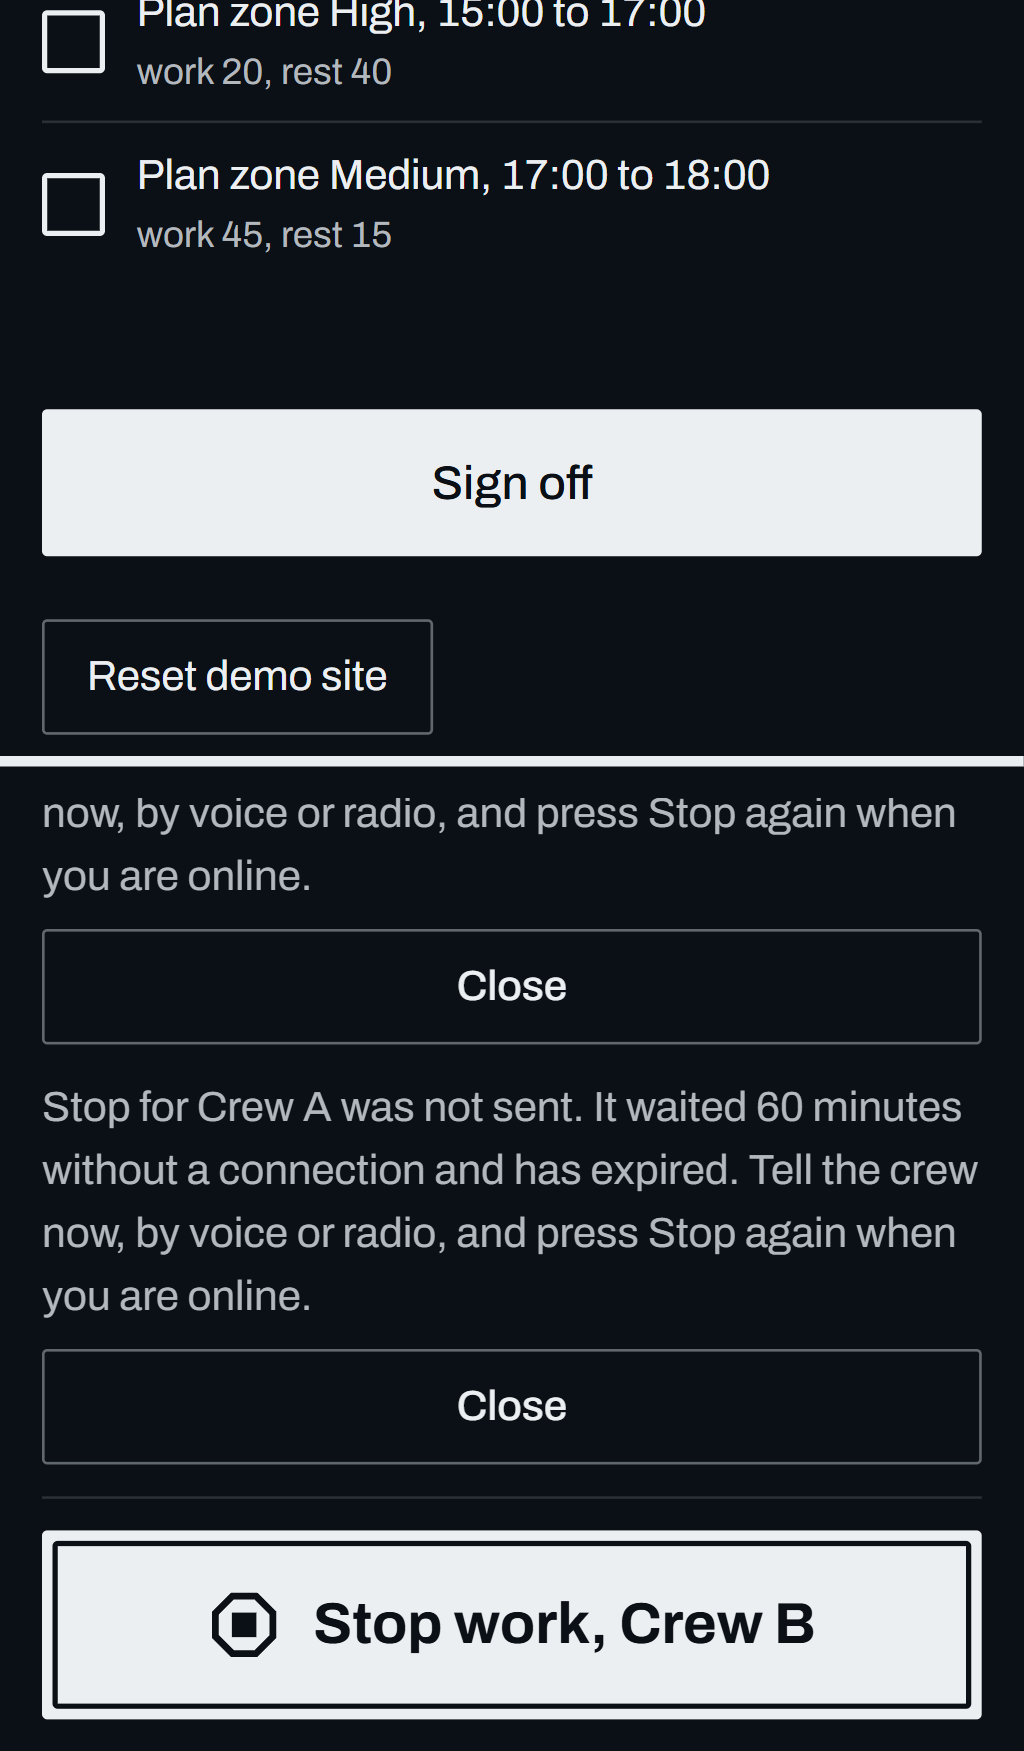 Plan zone High, 15:00 to 17:00
work 20, rest 40
Plan zone Medium, 17:00 to 18:00
work 45, rest 15
Sign off
Reset demo site
now, by voice or radio, and press Stop again when
you are online.
Close
Stop for Crew A was not sent. It waited 60 minutes
without a connection and has expired. Tell the crew
now, by voice or radio, and press Stop again when
you are online.
Close
Stop work, Crew B